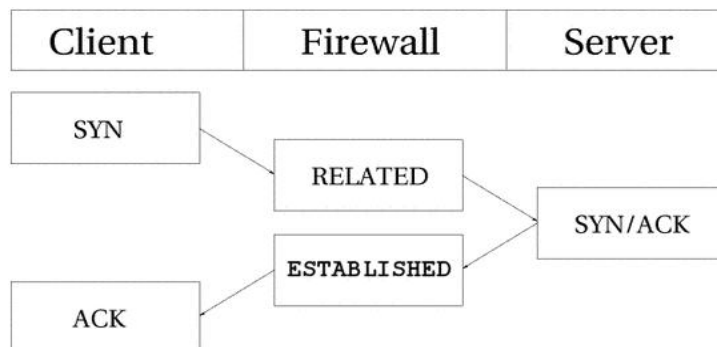 Client Firewall Server
SYN
RELATED
SYN/ACK
ESTABLISHED
ACK